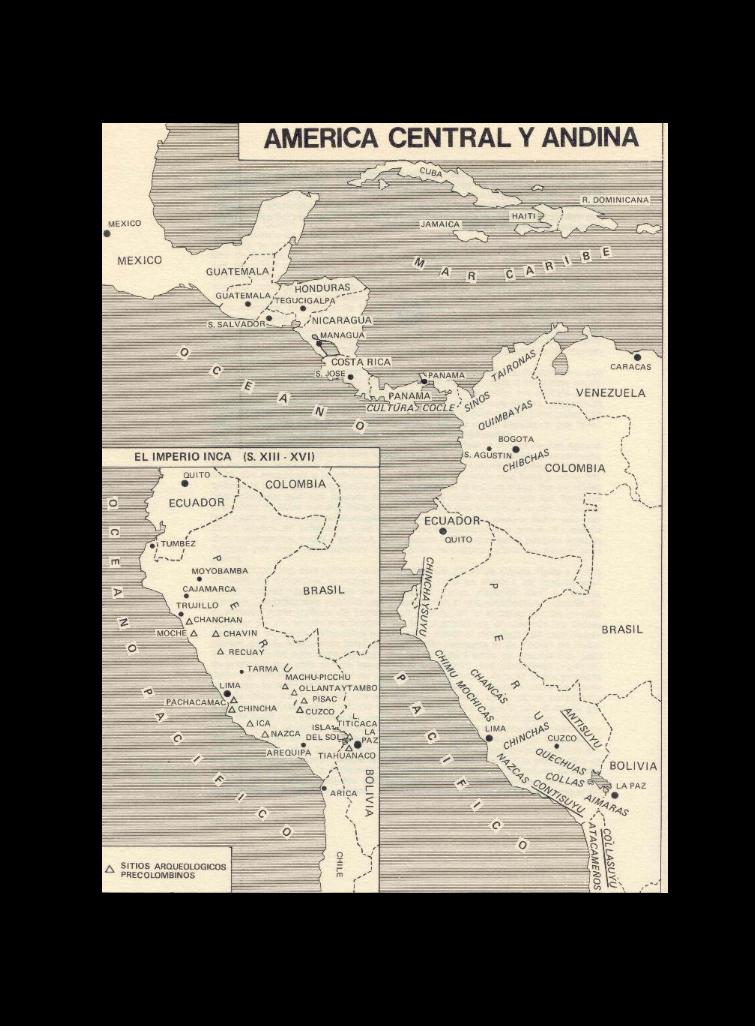 AMERICA CENTRAL Y ANDINA
CUBA
R. DOMINICANA
HAITI
JAMAICA
MEXICO
MEXICO
MAR CARIBE
GUATEMALA
HONDURAS
GUATEMALA
TEGUCIGALPA
S. SALVADOR
NICARAGUA
MANAGUA
COSTA RICA
S. JOSE
PANAMA
PANAMA
CULTURA COCLE
OCEANO
TAIRONAS
SINOS
CARACAS
VENEZUELA
QUIMBAYAS
BOGOTA
S. AGUSTIN
CHIBCHAS
COLOMBIA
ECUADOR
QUITO
CHINCHAYSUYU
PERU
BRASIL
PACIFICO
CHIMU MOCHICAS
CHANCAS
LIMA
CHINCHAS
ANTISUYU
CUZCO
QUECHUAS
COLLAS
BOLIVIA
LA PAZ
AIMARAS
NAZCAS
CONTISUYU
ATACAMEÑOS
COLLASUYU
EL IMPERIO INCA (S. XIII - XVI)
QUITO
COLOMBIA
ECUADOR
OCEANO PACIFICO
TUMBEZ
PERU
MOYOBAMBA
CAJAMARCA
BRASIL
TRUJILLO
CHANCHAN
MOCHE
CHAVIN
RECUAY
TARMA
MACHU-PICCHU
LIMA
OLLANTAYTAMBO
PACHACAMAC
PISAC
CHINCHA
CUZCO
ICA
L. TITICACA
NAZCA
ISLAS
DEL SOL
LA
PAZ
AREQUIPA
TIAHUANACO
BOLIVIA
ARICA
CHILE
SITIOS ARQUEOLOGICOS
PRECOLOMBINOS